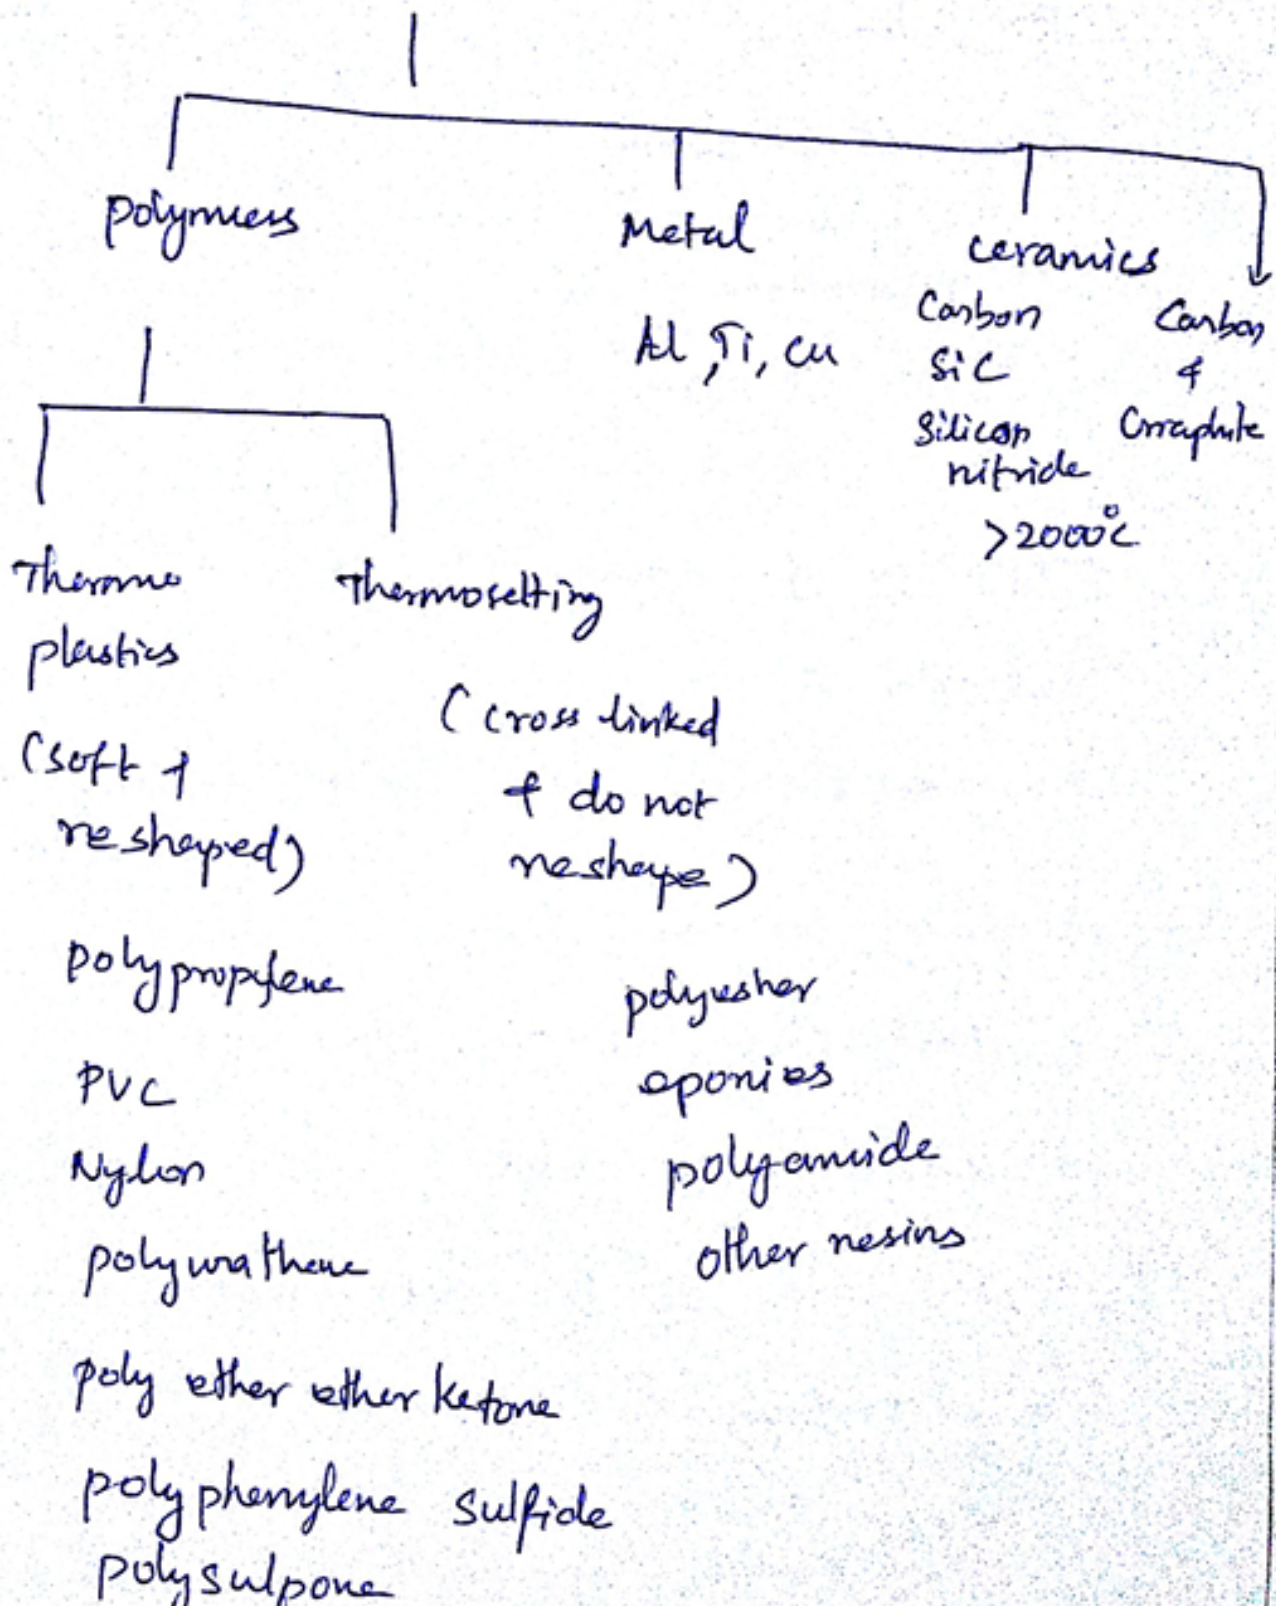 polymers
Metal
ceramics
Al, Ti, Cu
Carbon
SiC
Silicon
nitride
>2000°C
Carbon
&
Graphite
Thermo
plastics
(soft &
reshaped)
polypropylene
PVC
Nylon
polyurathene
poly ether ether ketone
polyphenylene sulfide
polysulpone
Thermosetting
(cross linked
& do not
reshape)
polyester
eponies
polyamide
other resins